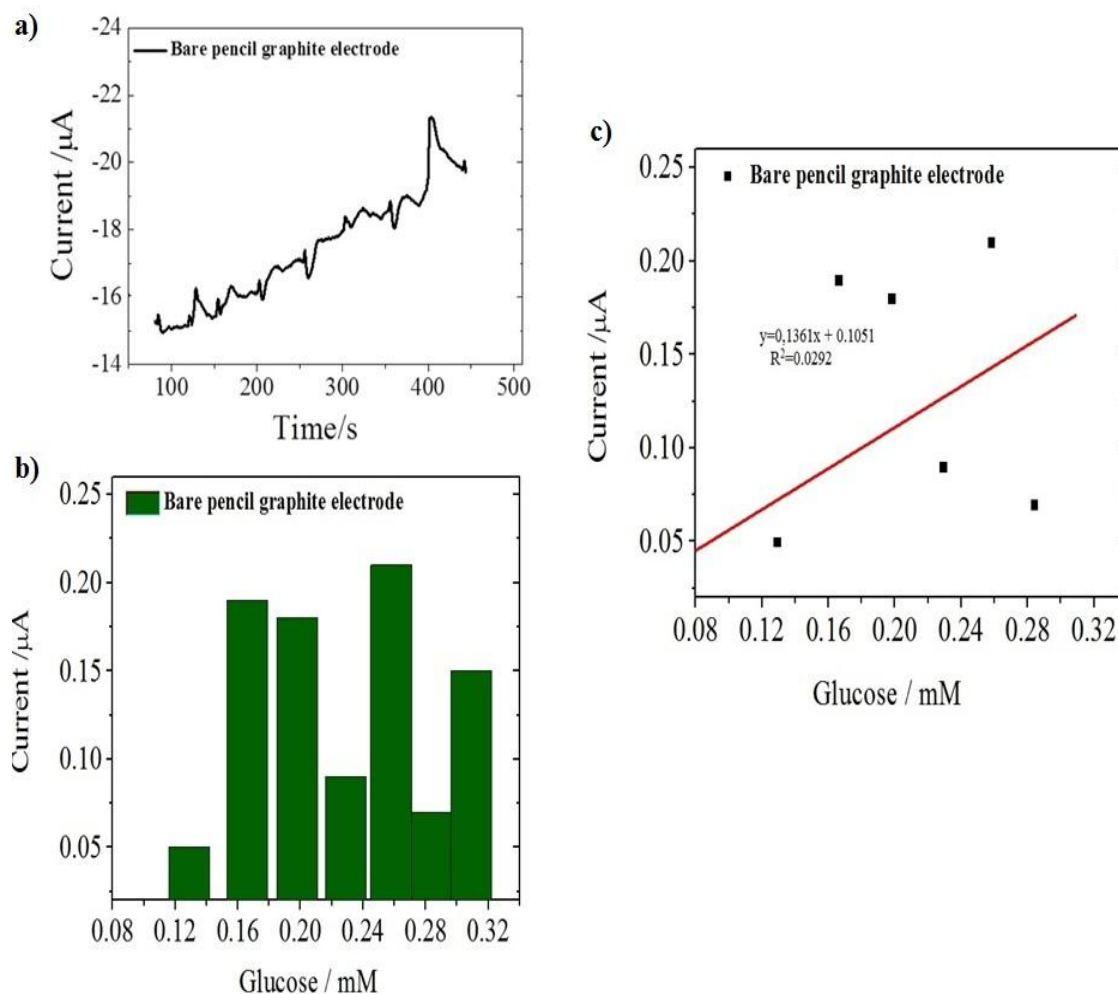 a)
-24
-22
-20
-18
-16
-14
Current /µA
Bare pencil graphite electrode
100 200 300 400 500
Time/s
b)
0.25
0.20
0.15
0.10
0.05
Current /µA
Bare pencil graphite electrode
0.08 0.12 0.16 0.20 0.24 0.28 0.32
Glucose / mM
c)
0.25
0.20
0.15
0.10
0.05
Current /µA
Bare pencil graphite electrode
y=0,1361x + 0.1051
R²=0.0292
0.08 0.12 0.16 0.20 0.24 0.28 0.32
Glucose / mM